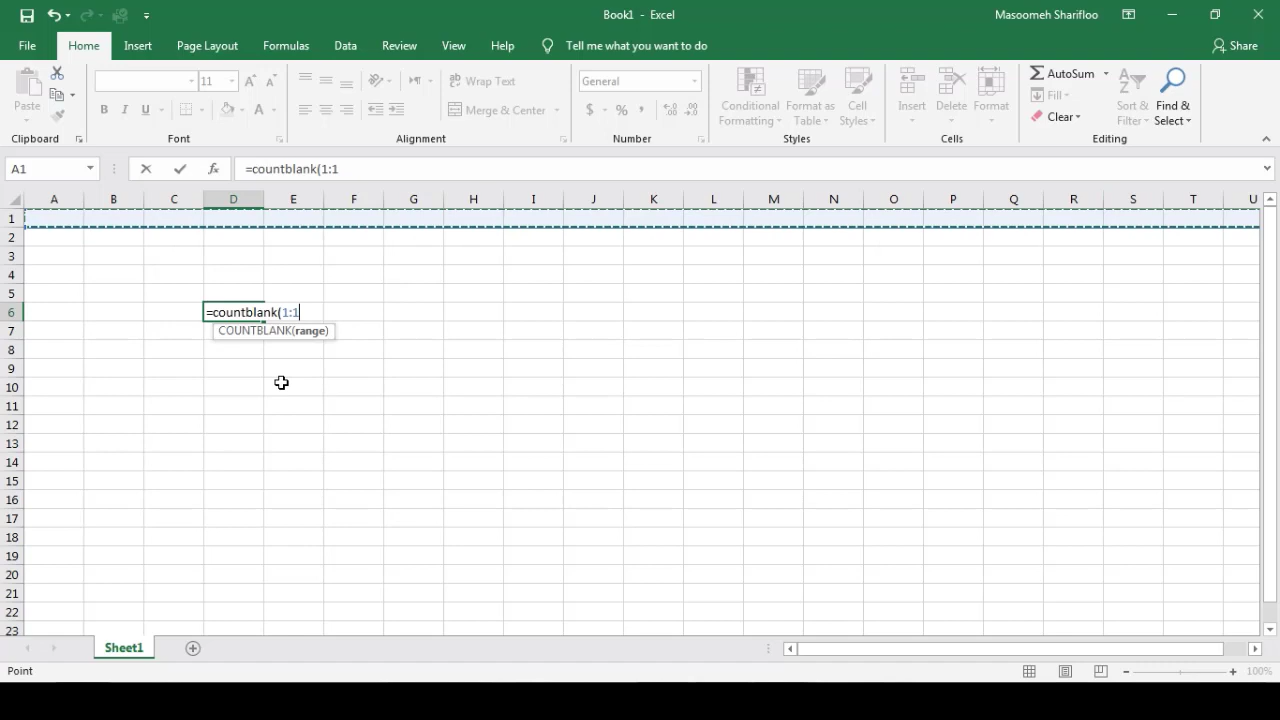 Book1 - Excel
Masoomeh Sharifloo
File Home Insert Page Layout Formulas Data Review View Help Tell me what you want to do Share
Paste
Clipboard
11
B I U A
Font
Wrap Text
Merge & Center
Alignment
General
$ % ,
Number
Conditional Formatting
Format as Table
Cell Styles
Styles
Insert Delete Format
Cells
AutoSum
Fill
Clear
Sort & Filter
Find & Select
Editing
A1 fx =countblank(1:1
A B C D E F G H I J K L M N O P Q R S T U
1
2
3
4
5
6 =countblank(1:1
7 COUNTBLANK(range)
8
9
10
11
12
13
14
15
16
17
18
19
20
21
22
23
Sheet1
Point 100%